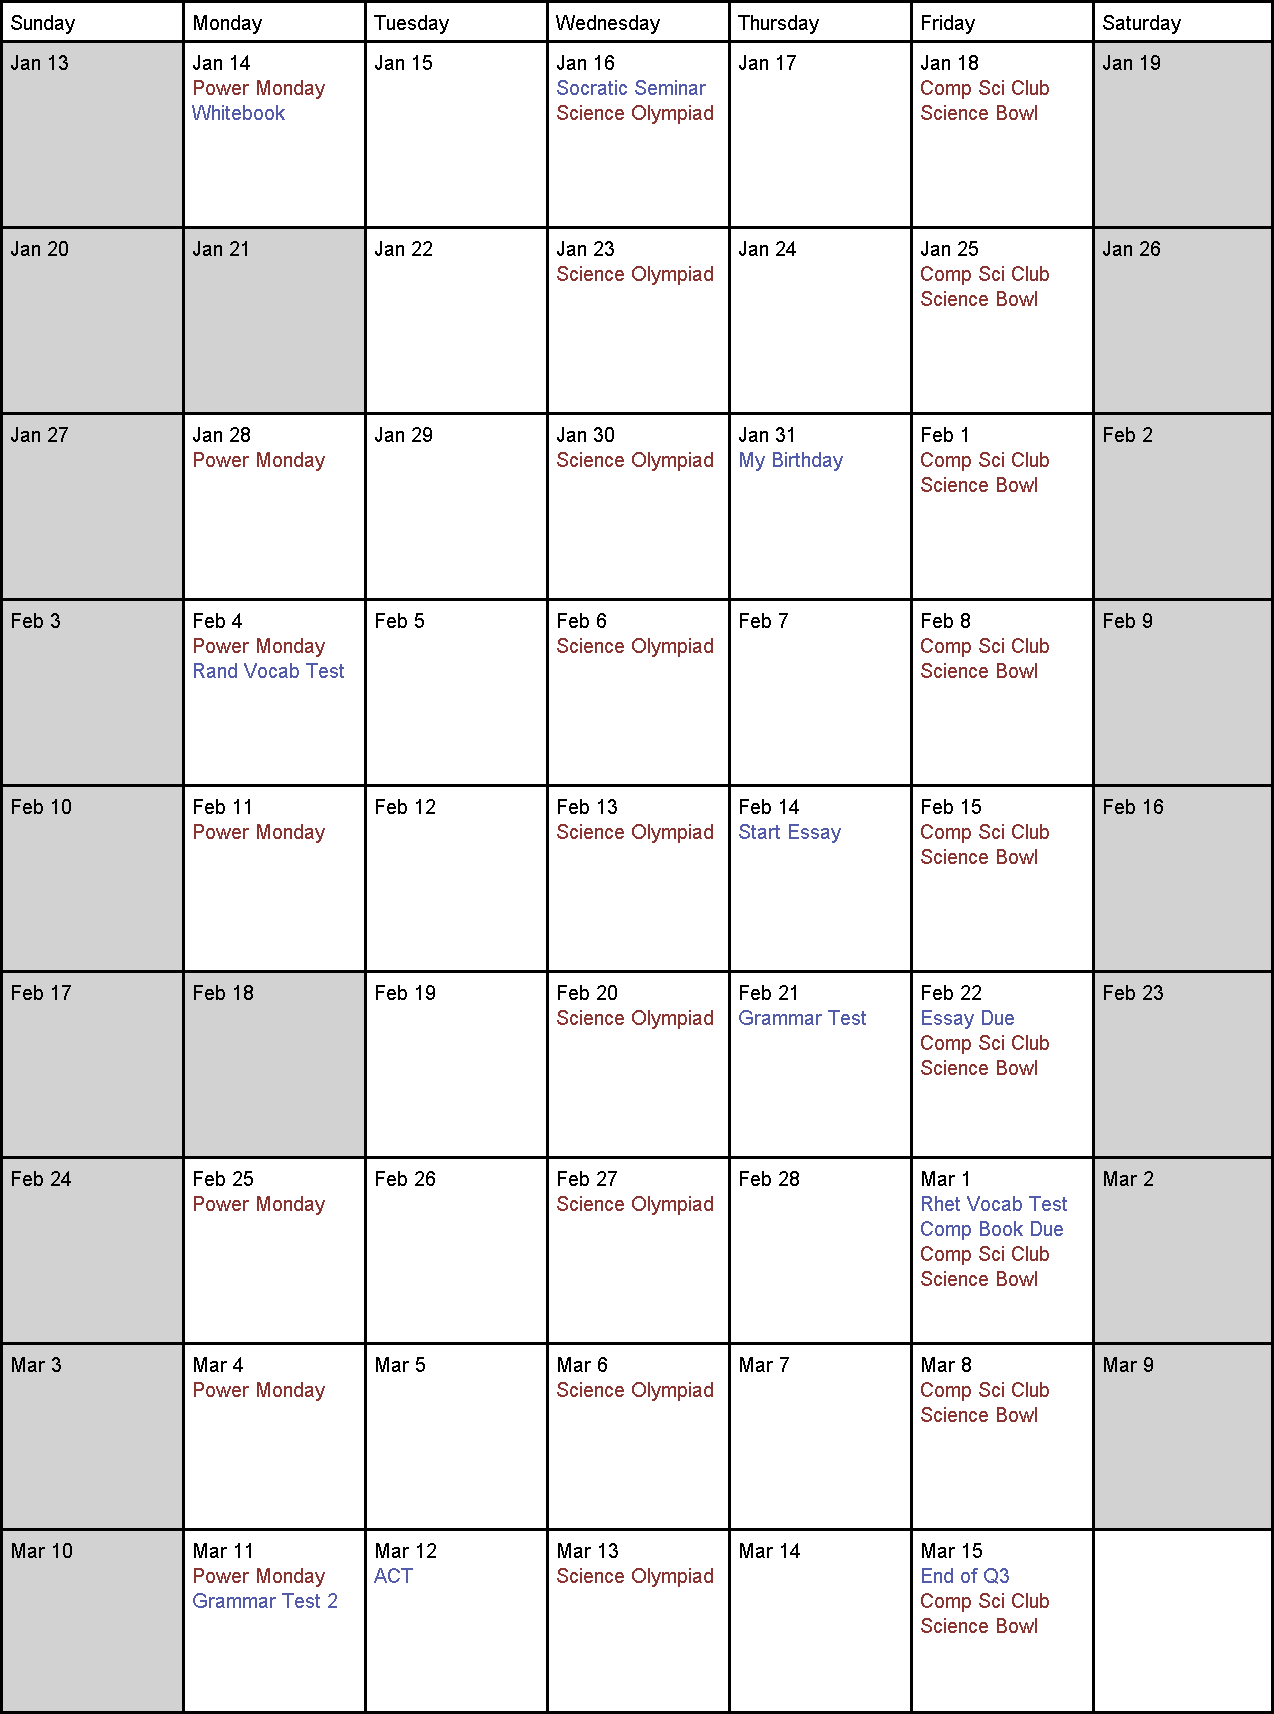 Sunday
Monday
Tuesday
Wednesday
Thursday
Friday
Saturday
Jan 13
Jan 14
Power Monday
Whitebook
Jan 15
Jan 16
Socratic Seminar
Science Olympiad
Jan 17
Jan 18
Comp Sci Club
Science Bowl
Jan 19
Jan 20
Jan 21
Jan 22
Jan 23
Science Olympiad
Jan 24
Jan 25
Comp Sci Club
Science Bowl
Jan 26
Jan 27
Jan 28
Power Monday
Jan 29
Jan 30
Science Olympiad
Jan 31
My Birthday
Feb 1
Comp Sci Club
Science Bowl
Feb 2
Feb 3
Feb 4
Power Monday
Rand Vocab Test
Feb 5
Feb 6
Science Olympiad
Feb 7
Feb 8
Comp Sci Club
Science Bowl
Feb 9
Feb 10
Feb 11
Power Monday
Feb 12
Feb 13
Science Olympiad
Feb 14
Start Essay
Feb 15
Comp Sci Club
Science Bowl
Feb 16
Feb 17
Feb 18
Feb 19
Feb 20
Science Olympiad
Feb 21
Grammar Test
Feb 22
Essay Due
Comp Sci Club
Science Bowl
Feb 23
Feb 24
Feb 25
Power Monday
Feb 26
Feb 27
Science Olympiad
Feb 28
Mar 1
Rhet Vocab Test
Comp Book Due
Comp Sci Club
Science Bowl
Mar 2
Mar 3
Mar 4
Power Monday
Mar 5
Mar 6
Science Olympiad
Mar 7
Mar 8
Comp Sci Club
Science Bowl
Mar 9
Mar 10
Mar 11
Power Monday
Grammar Test 2
Mar 12
ACT
Mar 13
Science Olympiad
Mar 14
Mar 15
End of Q3
Comp Sci Club
Science Bowl